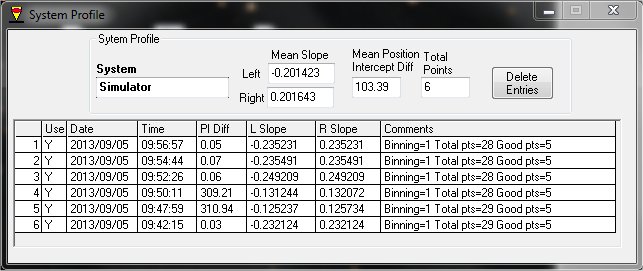 System Profile
Sytem Profile
System
Simulator
Mean Slope
Left -0.201423
Right 0.201643
Mean Position
Intercept Diff
103.39
Total
Points
6
Delete
Entries
Use Date Time PI Diff L Slope R Slope Comments
1 Y 2013/09/05 09:56:57 0.05 -0.235231 0.235231 Binning=1 Total pts=28 Good pts=5
2 Y 2013/09/05 09:54:44 0.07 -0.235491 0.235491 Binning=1 Total pts=28 Good pts=5
3 Y 2013/09/05 09:52:26 0.06 -0.249209 0.249209 Binning=1 Total pts=28 Good pts=5
4 Y 2013/09/05 09:50:11 309.21 -0.131244 0.132072 Binning=1 Total pts=28 Good pts=5
5 Y 2013/09/05 09:47:59 310.94 -0.125237 0.125734 Binning=1 Total pts=29 Good pts=5
6 Y 2013/09/05 09:42:15 0.03 -0.232124 0.232124 Binning=1 Total pts=29 Good pts=5